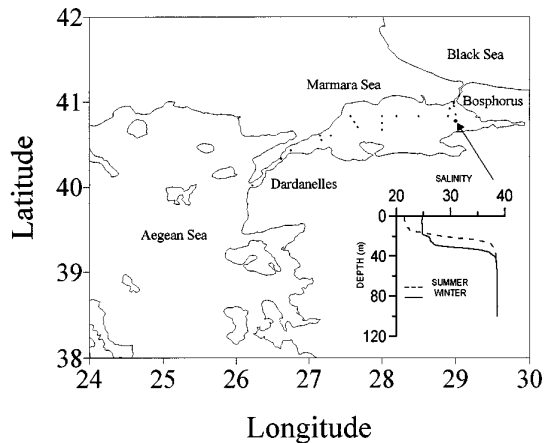 42
41
40
39
38
Latitude
Black Sea
Marmara Sea
Bosphorus
Dardanelles
Aegean Sea
SALINITY
20 30 40
0
40
80
120
DEPTH (m)
SUMMER
WINTER
24 25 26 27 28 29 30
Longitude